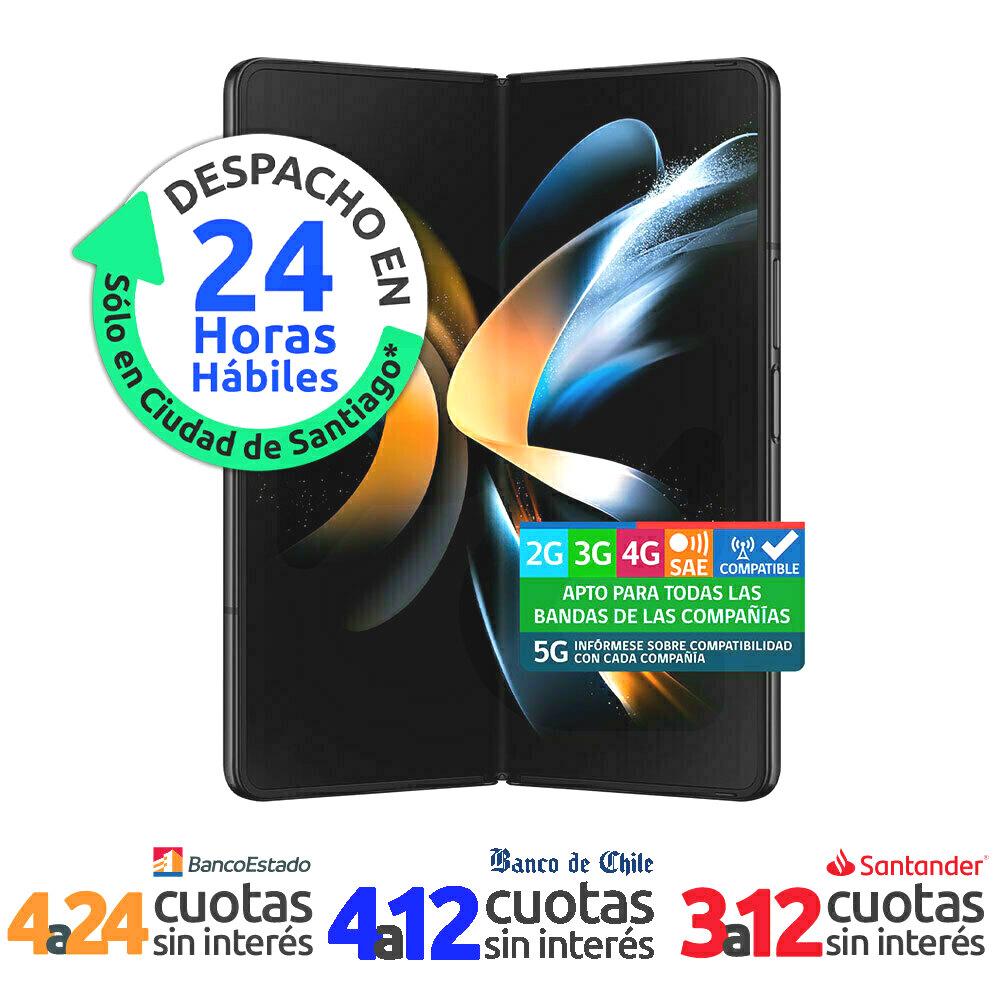 DESPACHO EN
24
Horas
Hábiles
Sólo en Ciudad de Santiago*
2G 3G 4G SAE COMPATIBLE
APTO PARA TODAS LAS
BANDAS DE LAS COMPAÑÍAS
5G INFÓRMESE SOBRE COMPATIBILIDAD
CON CADA COMPAÑÍA
BancoEstado
4a24 cuotas
sin interés
Banco de Chile
4a12 cuotas
sin interés
Santander
3a12 cuotas
sin interés